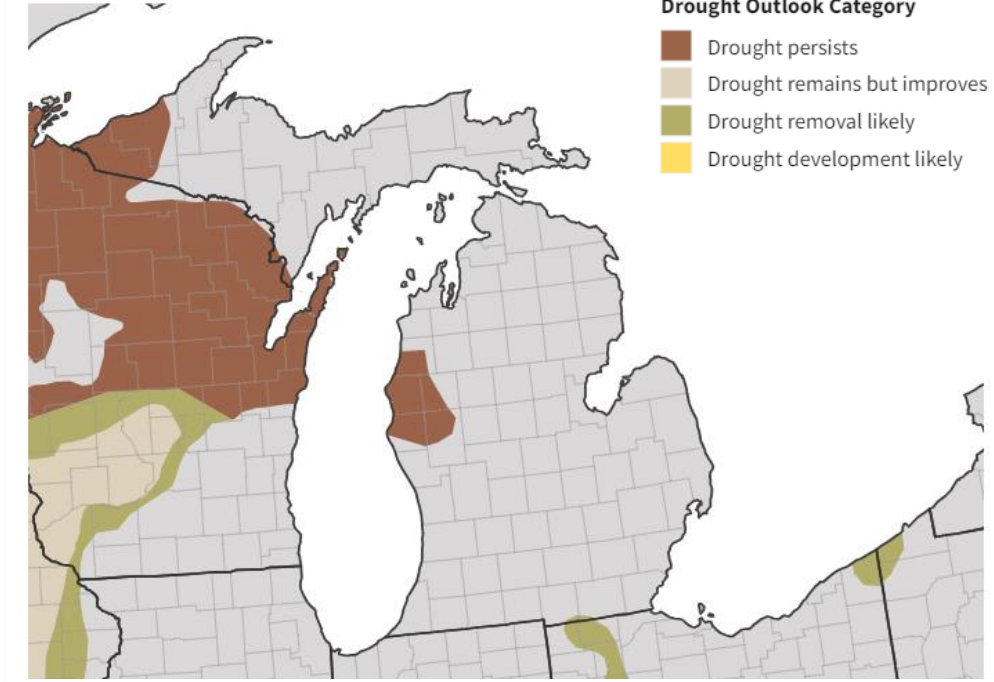 Drought Outlook Category
Drought persists
Drought remains but improves
Drought removal likely
Drought development likely